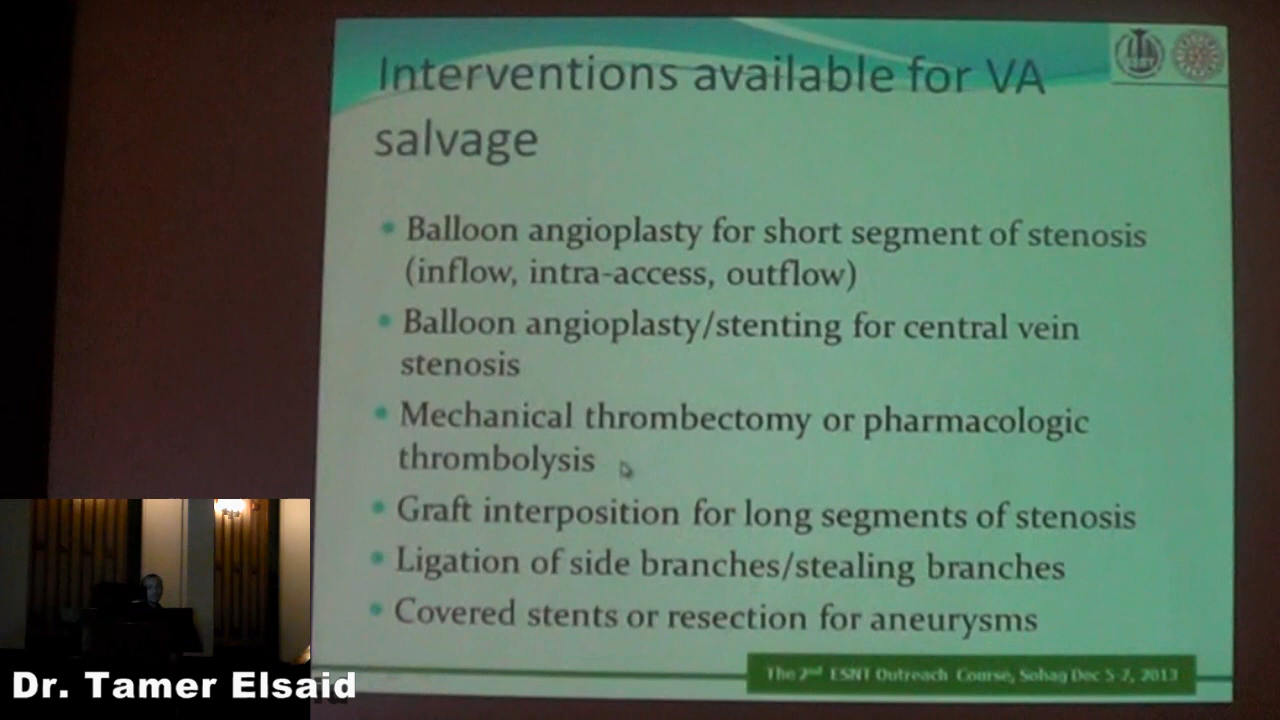 Interventions available for VA
salvage
Balloon angioplasty for short segment of stenosis
(inflow, intra-access, outflow)
Balloon angioplasty/stenting for central vein
stenosis
Mechanical thrombectomy or pharmacologic
thrombolysis
Graft interposition for long segments of stenosis
Ligation of side branches/stealing branches
Covered stents or resection for aneurysms
The 2nd ESNT Outreach Course, Sohag Dec 5-7, 2013
Dr. Tamer Elsaid